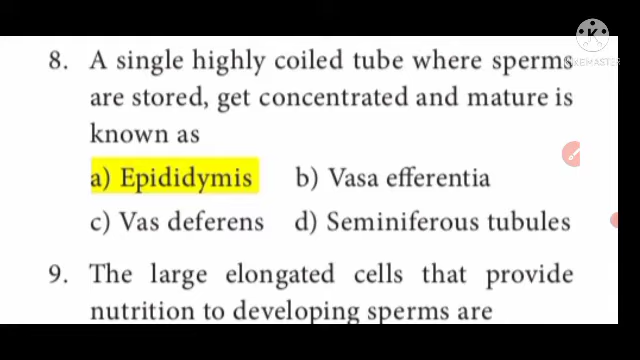 8. A single highly coiled tube where sperms
are stored, get concentrated and mature is
known as
a) Epididymis b) Vasa efferentia
c) Vas deferens d) Seminiferous tubules
9. The large elongated cells that provide
nutrition to developing sperms are